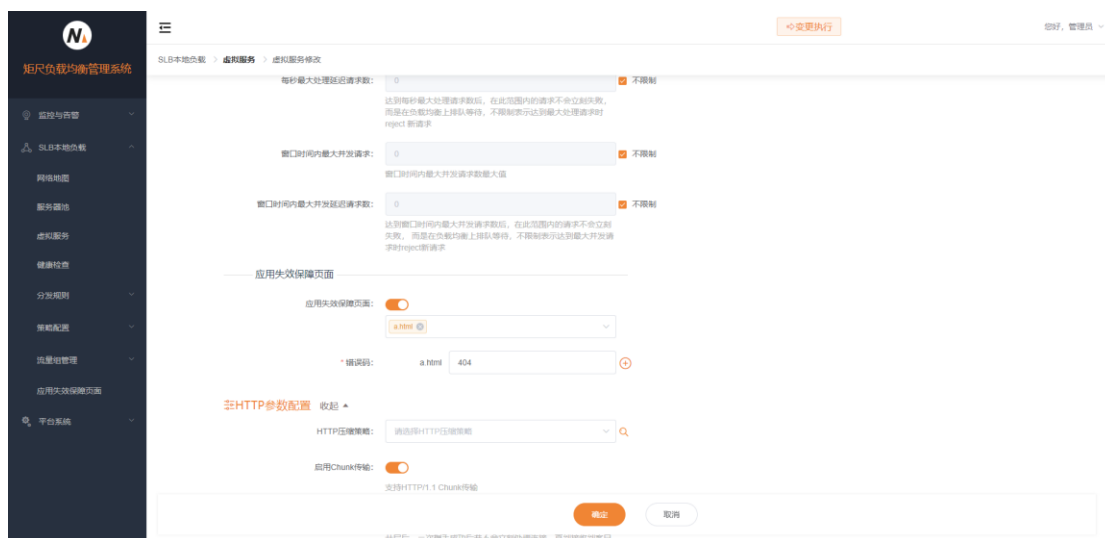 变更执行
您好，管理员
矩尺负载均衡管理系统
SLB本地负载 > 虚拟服务 > 虚拟服务修改
监控与告警
SLB本地负载
网络地图
服务器池
虚拟服务
健康检查
分发规则
策略配置
流量组管理
应用失效保障页面
平台系统
每秒最大处理延迟请求数: 0 不限制
达到每秒最大处理请求数后，在此范围内的请求不会立刻失败，
而是在负载均衡上排队等待，不限制表示达到最大处理请求时
reject 新请求
窗口时间内最大并发请求: 0 不限制
窗口时间内最大并发请求数最大值
窗口时间内最大并发延迟请求数: 0 不限制
达到窗口时间内最大并发请求数后，在此范围内的请求不会立刻
失败， 而是在负载均衡上排队等待，不限制表示达到最大并发请
求时reject新请求
应用失效保障页面
应用失效保障页面:
a.html
* 错误码: a.html 404
HTTP参数配置 收起
HTTP压缩策略: 请选择HTTP压缩策略
启用Chunk传输:
支持HTTP/1.1 Chunk传输
确定 取消